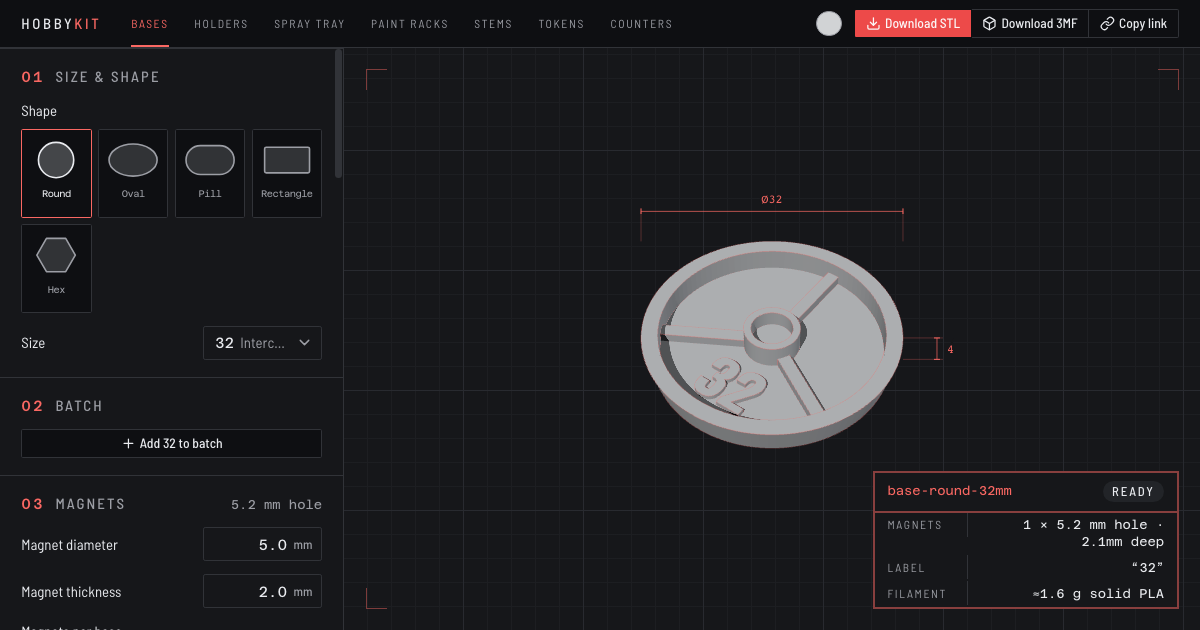 HOBBYKIT
BASES
HOLDERS
SPRAY TRAY
PAINT RACKS
STEMS
TOKENS
COUNTERS
Download STL
Download 3MF
Copy link
01 SIZE & SHAPE
Shape
Round
Oval
Pill
Rectangle
Hex
Size
32 Interc...
02 BATCH
+ Add 32 to batch
03 MAGNETS
5.2 mm hole
Magnet diameter
5.0 mm
Magnet thickness
2.0 mm
Ø32
4
32
base-round-32mm
READY
MAGNETS
1 × 5.2 mm hole ·
2.1mm deep
LABEL
“32”
FILAMENT
≈1.6 g solid PLA